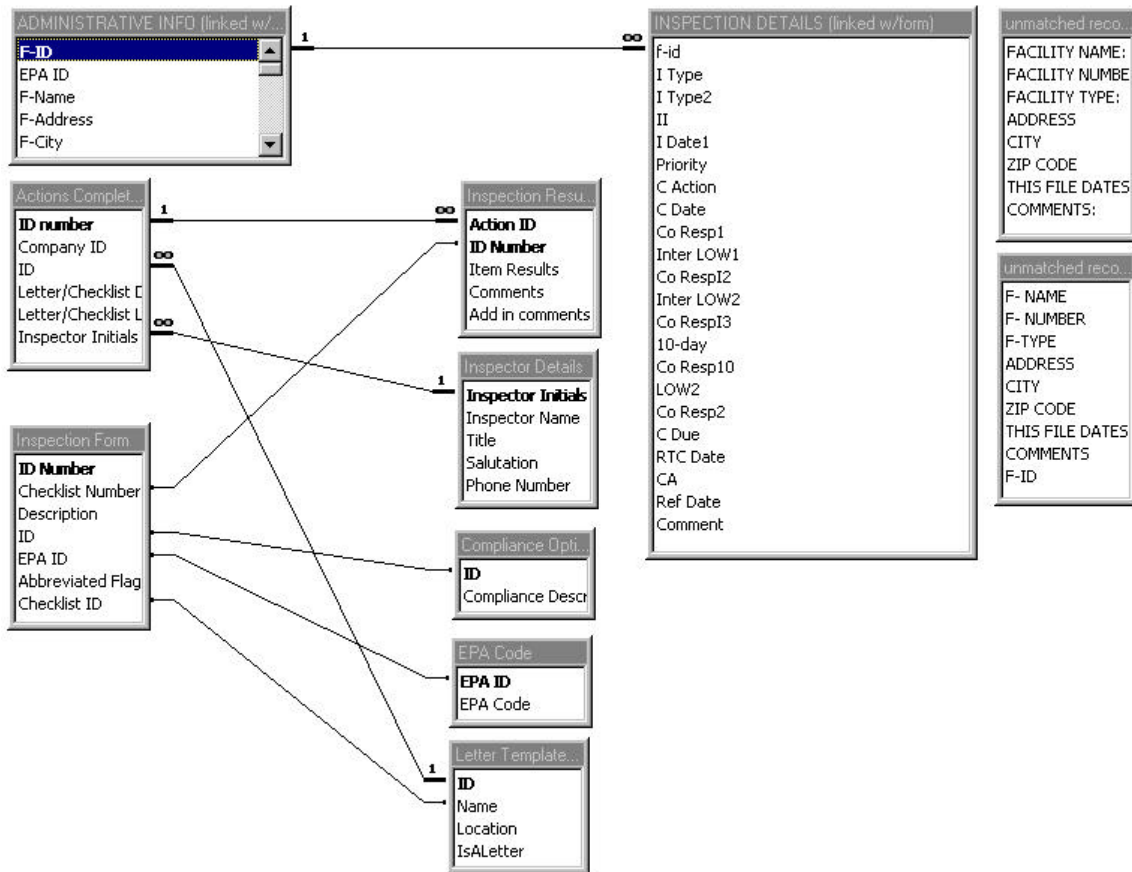 ADMINISTRATIVE INFO (linked w/...
F-ID
EPA ID
F-Name
F-Address
F-City
1
∞
INSPECTION DETAILS (linked w/form)
f-id
I Type
I Type2
II
I Date1
Priority
C Action
C Date
Co Resp1
Inter LOW1
Co RespI2
Inter LOW2
Co RespI3
10-day
Co Resp10
LOW2
Co Resp2
C Due
RTC Date
CA
Ref Date
Comment
unmatched reco...
FACILITY NAME:
FACILITY NUMBE
FACILITY TYPE:
ADDRESS
CITY
ZIP CODE
THIS FILE DATES
COMMENTS:
unmatched reco...
F- NAME
F- NUMBER
F-TYPE
ADDRESS
CITY
ZIP CODE
THIS FILE DATES
COMMENTS
F-ID
Actions Complet...
ID number
Company ID
ID
Letter/Checklist D
Letter/Checklist L
Inspector Initials
1
∞
∞
∞
Inspection Resu...
Action ID
ID Number
Item Results
Comments
Add in comments
Inspector Details
1
Inspector Initials
Inspector Name
Title
Salutation
Phone Number
Inspection Form
ID Number
Checklist Number
Description
ID
EPA ID
Abbreviated Flag
Checklist ID
Compliance Opti...
ID
Compliance Descr
EPA Code
EPA ID
EPA Code
Letter Template...
1
ID
Name
Location
IsALetter